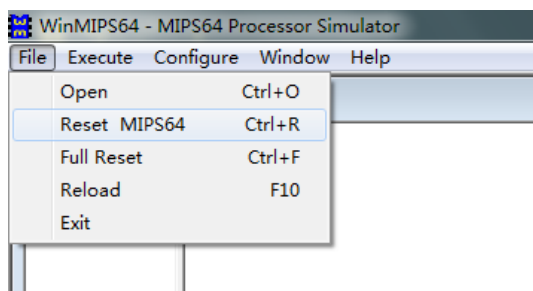 WinMIPS64 - MIPS64 Processor Simulator
File Execute Configure Window Help
Open Ctrl+O
Reset MIPS64 Ctrl+R
Full Reset Ctrl+F
Reload F10
Exit